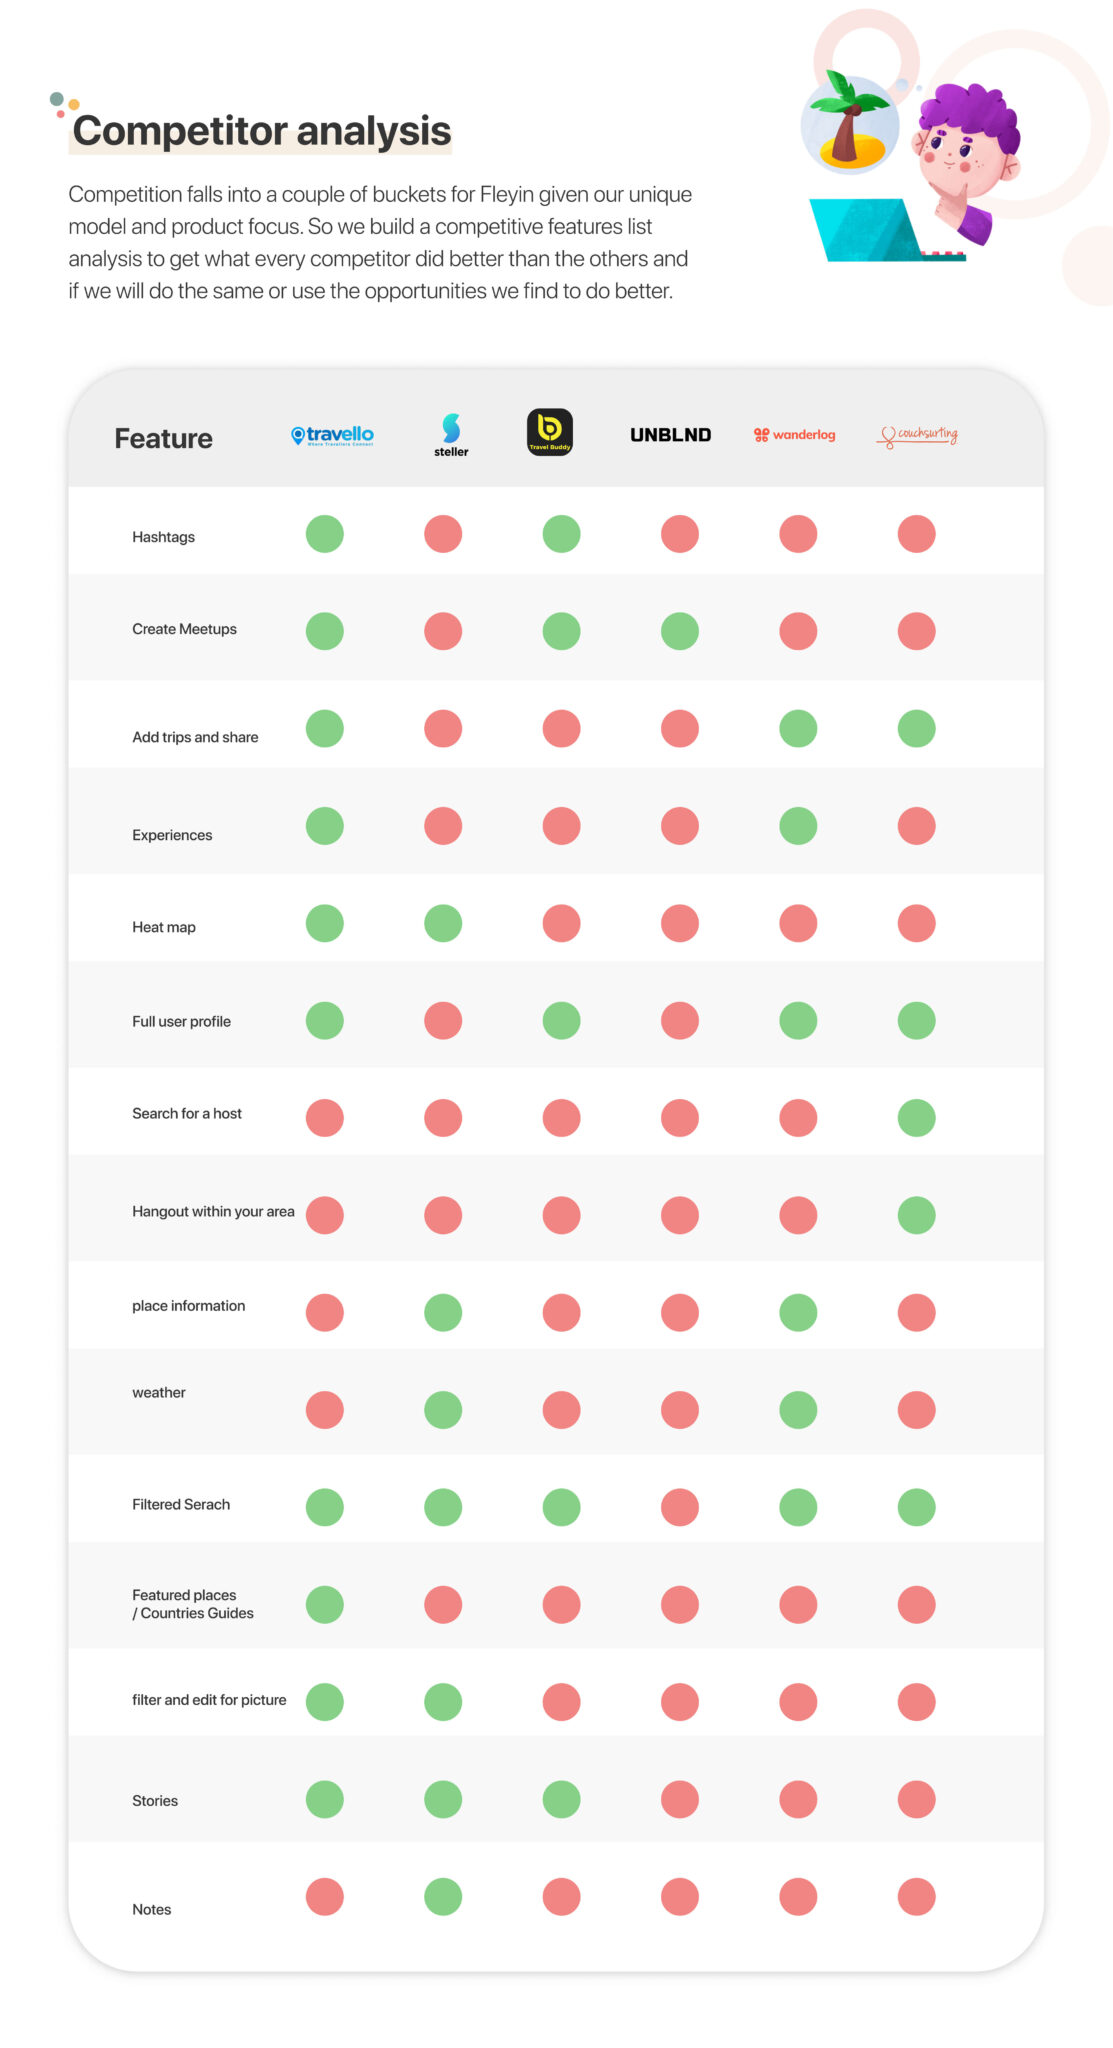 Competitor analysis
Competition falls into a couple of buckets for Fleyin given our unique
model and product focus. So we build a competitive features list
analysis to get what every competitor did better than the others and
if we will do the same or use the opportunities we find to do better.
Feature
travello
Where Travellers Connect
steller
Travel Buddy
UNBLND
wanderlog
couchsurfing
Hashtags
Create Meetups
Add trips and share
Experiences
Heat map
Full user profile
Search for a host
Hangout within your area
place information
weather
Filtered Serach
Featured places
/ Countries Guides
filter and edit for picture
Stories
Notes